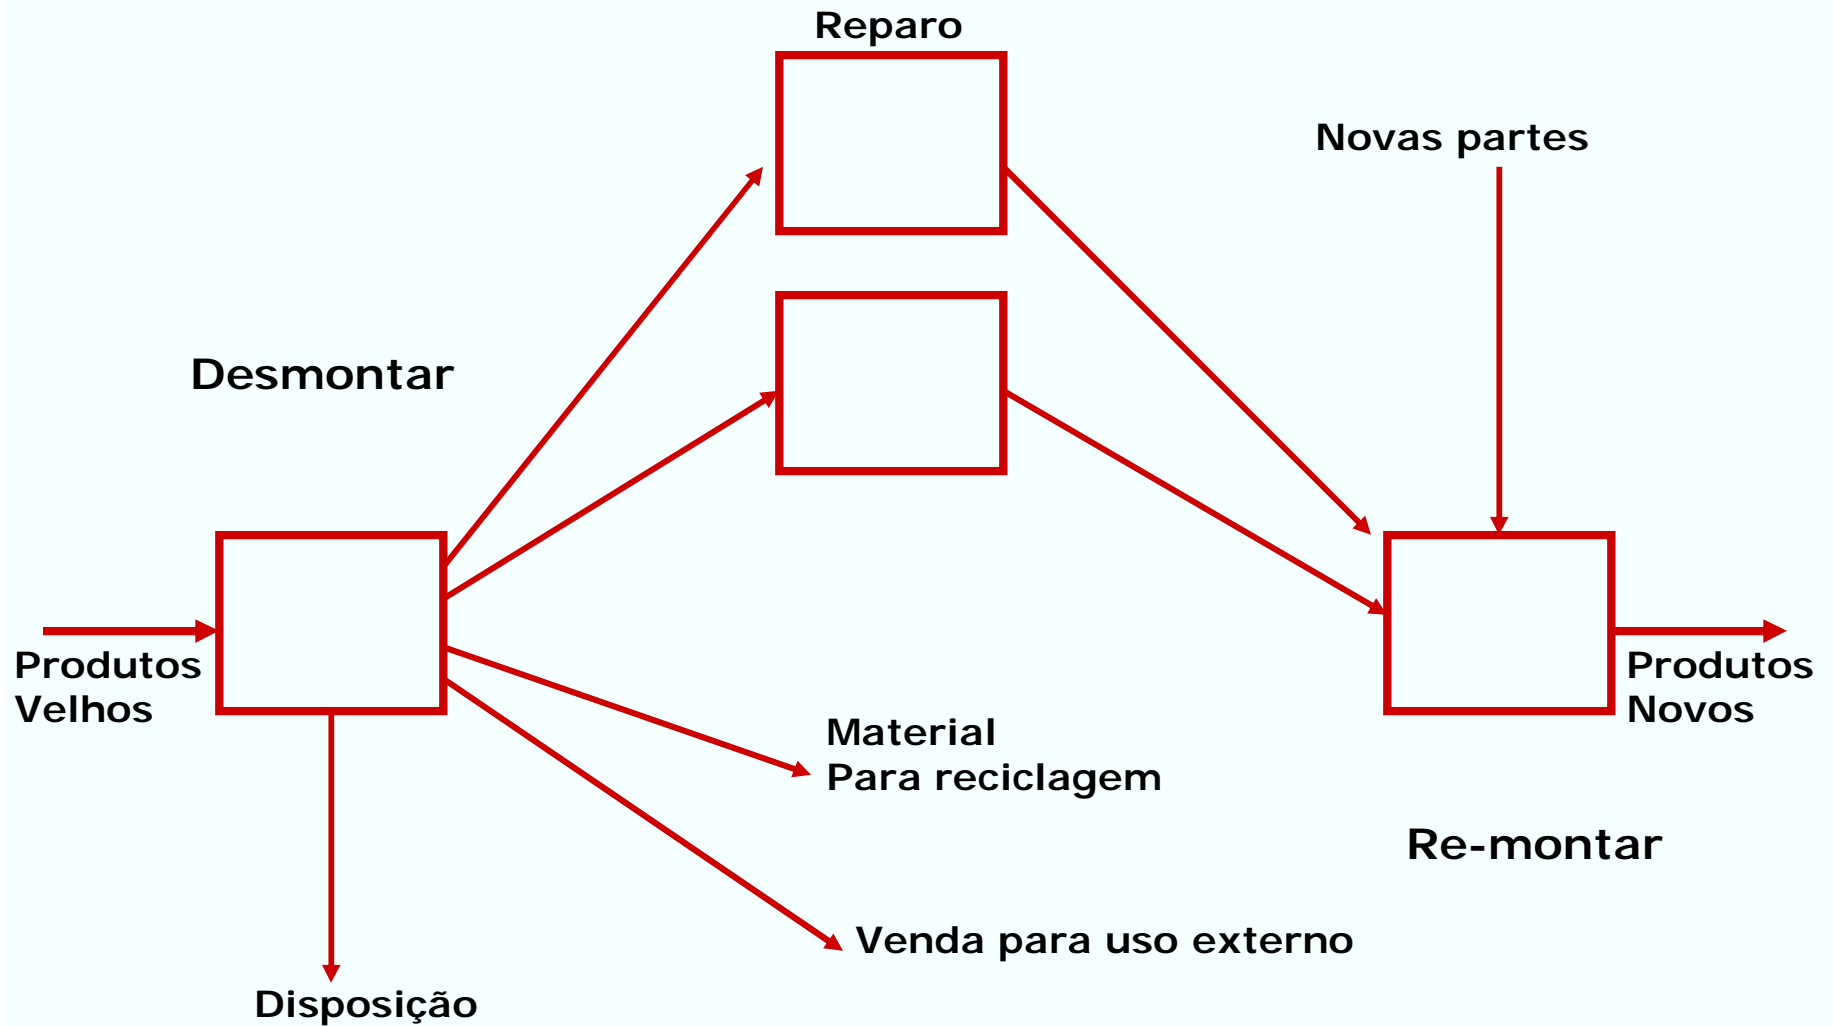 Reparo
Novas partes
Desmontar
Produtos
Velhos
Produtos
Novos
Material
Para reciclagem
Re-montar
Venda para uso externo
Disposição